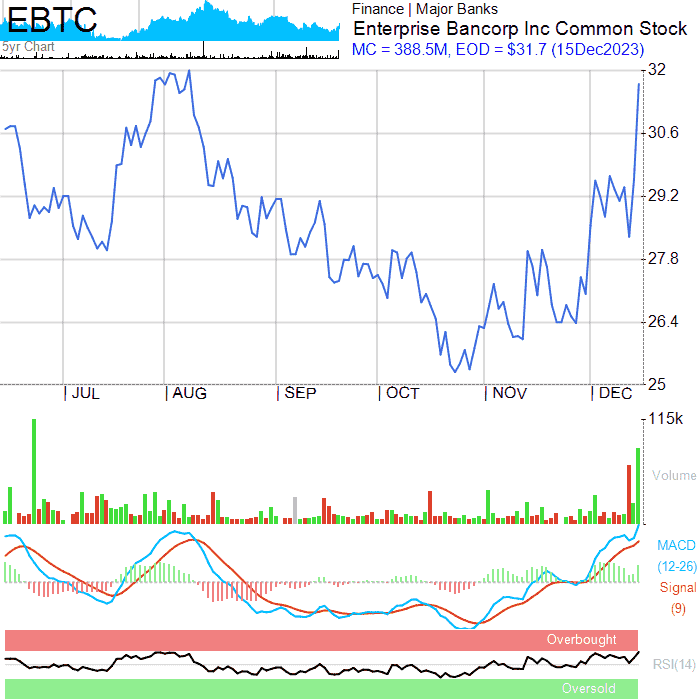 EBTC
5yr Chart
Finance | Major Banks
Enterprise Bancorp Inc Common Stock
MC = 388.5M, EOD = $31.7 (15Dec2023)
32
30.6
29.2
27.8
26.4
25
| JUL | AUG | SEP | OCT | NOV | DEC
115k
Volume
MACD
(12-26)
Signal
(9)
Overbought
RSI(14)
Oversold